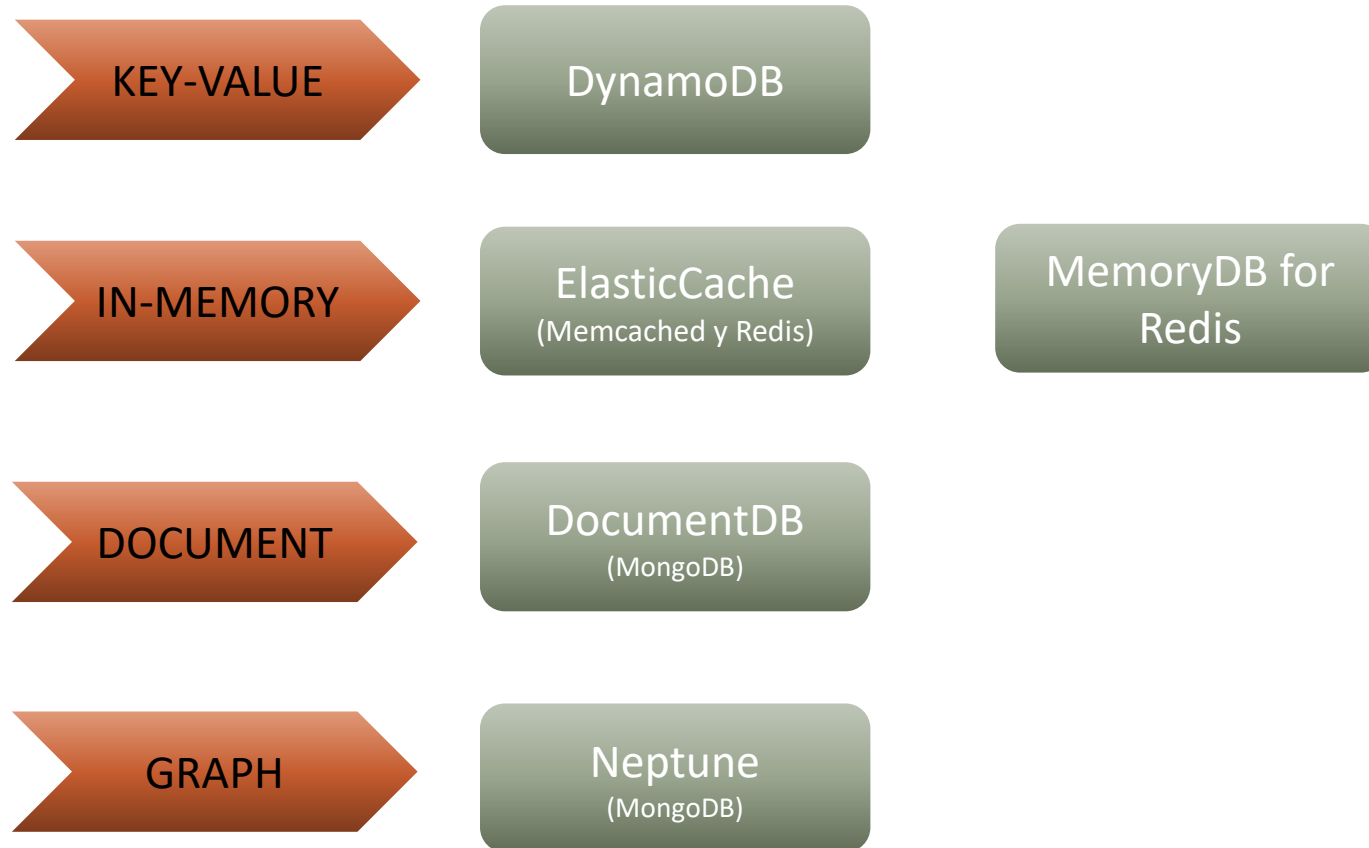 KEY-VALUE
DynamoDB
IN-MEMORY
ElasticCache
(Memcached y Redis)
MemoryDB for
Redis
DOCUMENT
DocumentDB
(MongoDB)
GRAPH
Neptune
(MongoDB)